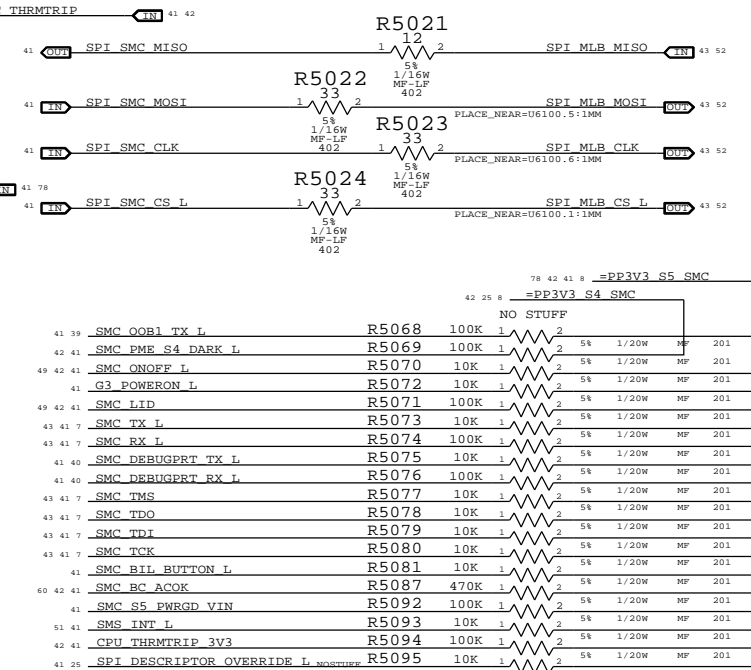 THRMTRIP IN 41 42
R5021
12
41 OUT SPI_SMC_MISO 1 2 SPI_MLB_MISO IN 43 52
5%
1/16W
MF-LF
402
R5022
33
41 IN SPI_SMC_MOSI 1 2 SPI_MLB_MOSI OUT 43 52
PLACE_NEAR=U6100.5:1MM
5%
1/16W
MF-LF
402
R5023
33
41 IN SPI_SMC_CLK 1 2 SPI_MLB_CLK OUT 43 52
PLACE_NEAR=U6100.6:1MM
5%
1/16W
MF-LF
402
R5024
33
IN 41 78
41 IN SPI_SMC_CS_L 1 2 SPI_MLB_CS_L OUT 43 52
PLACE_NEAR=U6100.1:1MM
5%
1/16W
MF-LF
402
78 42 41 8 =PP3V3_S5_SMC
42 25 8 =PP3V3_S4_SMC
NO STUFF
41 39 SMC_OOB1_TX_L R5068 100K 1 2 5% 1/20W MF 201
42 41 SMC_PME_S4_DARK_L R5069 100K 1 2 5% 1/20W MF 201
49 42 41 SMC_ONOFF_L R5070 10K 1 2 5% 1/20W MF 201
41 G3_POWERON_L R5072 10K 1 2 5% 1/20W MF 201
49 42 41 SMC_LID R5071 100K 1 2 5% 1/20W MF 201
43 41 7 SMC_TX_L R5073 10K 1 2 5% 1/20W MF 201
43 41 7 SMC_RX_L R5074 100K 1 2 5% 1/20W MF 201
41 40 SMC_DEBUGPRT_TX_L R5075 10K 1 2 5% 1/20W MF 201
41 40 SMC_DEBUGPRT_RX_L R5076 100K 1 2 5% 1/20W MF 201
43 41 7 SMC_TMS R5077 10K 1 2 5% 1/20W MF 201
43 41 7 SMC_TDO R5078 10K 1 2 5% 1/20W MF 201
43 41 7 SMC_TDI R5079 10K 1 2 5% 1/20W MF 201
43 41 7 SMC_TCK R5080 10K 1 2 5% 1/20W MF 201
41 SMC_BIL_BUTTON_L R5081 10K 1 2 5% 1/20W MF 201
60 42 41 SMC_BC_ACOK R5087 470K 1 2 5% 1/20W MF 201
41 SMC_S5_PWRGD_VIN R5092 100K 1 2 5% 1/20W MF 201
51 41 SMS_INT_L R5093 10K 1 2 5% 1/20W MF 201
42 41 CPU_THRMTRIP_3V3 R5094 100K 1 2 5% 1/20W MF 201
41 25 SPI_DESCRIPTOR_OVERRIDE_L NOSTUFF R5095 10K 1 2